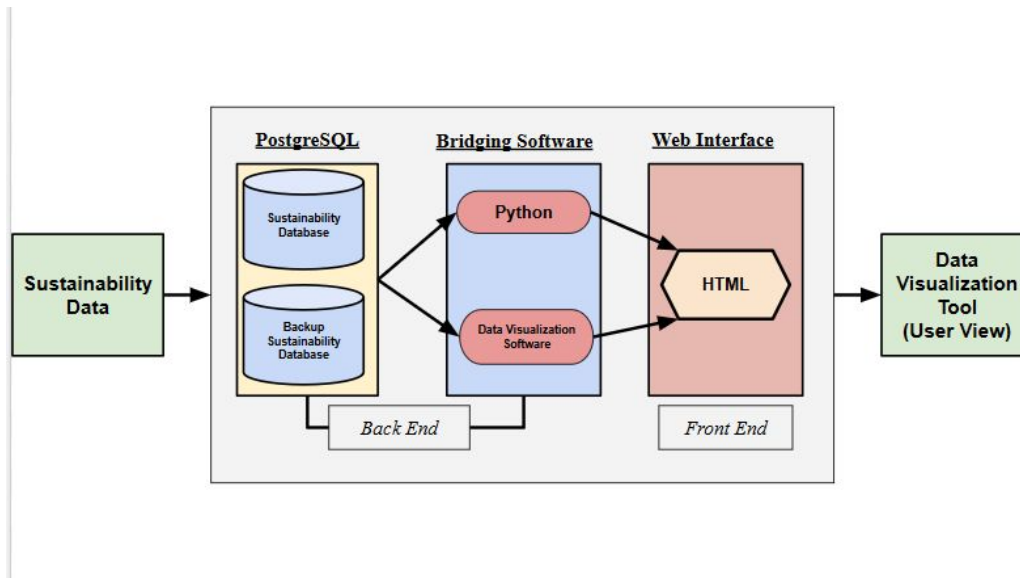 PostgreSQL
Bridging Software
Web Interface
Sustainability
Database
Python
Sustainability
Data
HTML
Data
Visualization
Tool
(User View)
Backup
Sustainability
Database
Data Visualization
Software
Back End
Front End